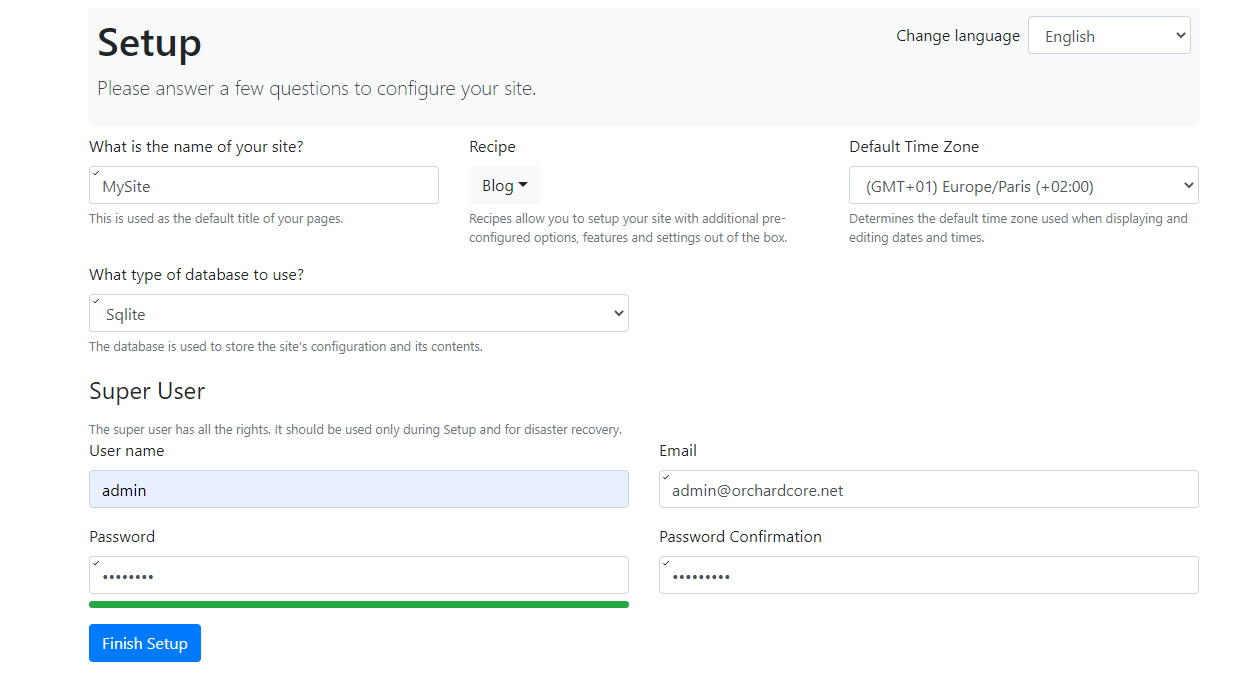 Setup
Change language
English
Please answer a few questions to configure your site.
What is the name of your site?
Recipe
Default Time Zone
MySite
Blog
(GMT+01) Europe/Paris (+02:00)
This is used as the default title of your pages.
Recipes allow you to setup your site with additional pre-
configured options, features and settings out of the box.
Determines the default time zone used when displaying and
editing dates and times.
What type of database to use?
Sqlite
The database is used to store the site's configuration and its contents.
Super User
The super user has all the rights. It should be used only during Setup and for disaster recovery.
User name
Email
admin
admin@orchardcore.net
Password
Password Confirmation
••••••••
•••••••••
Finish Setup